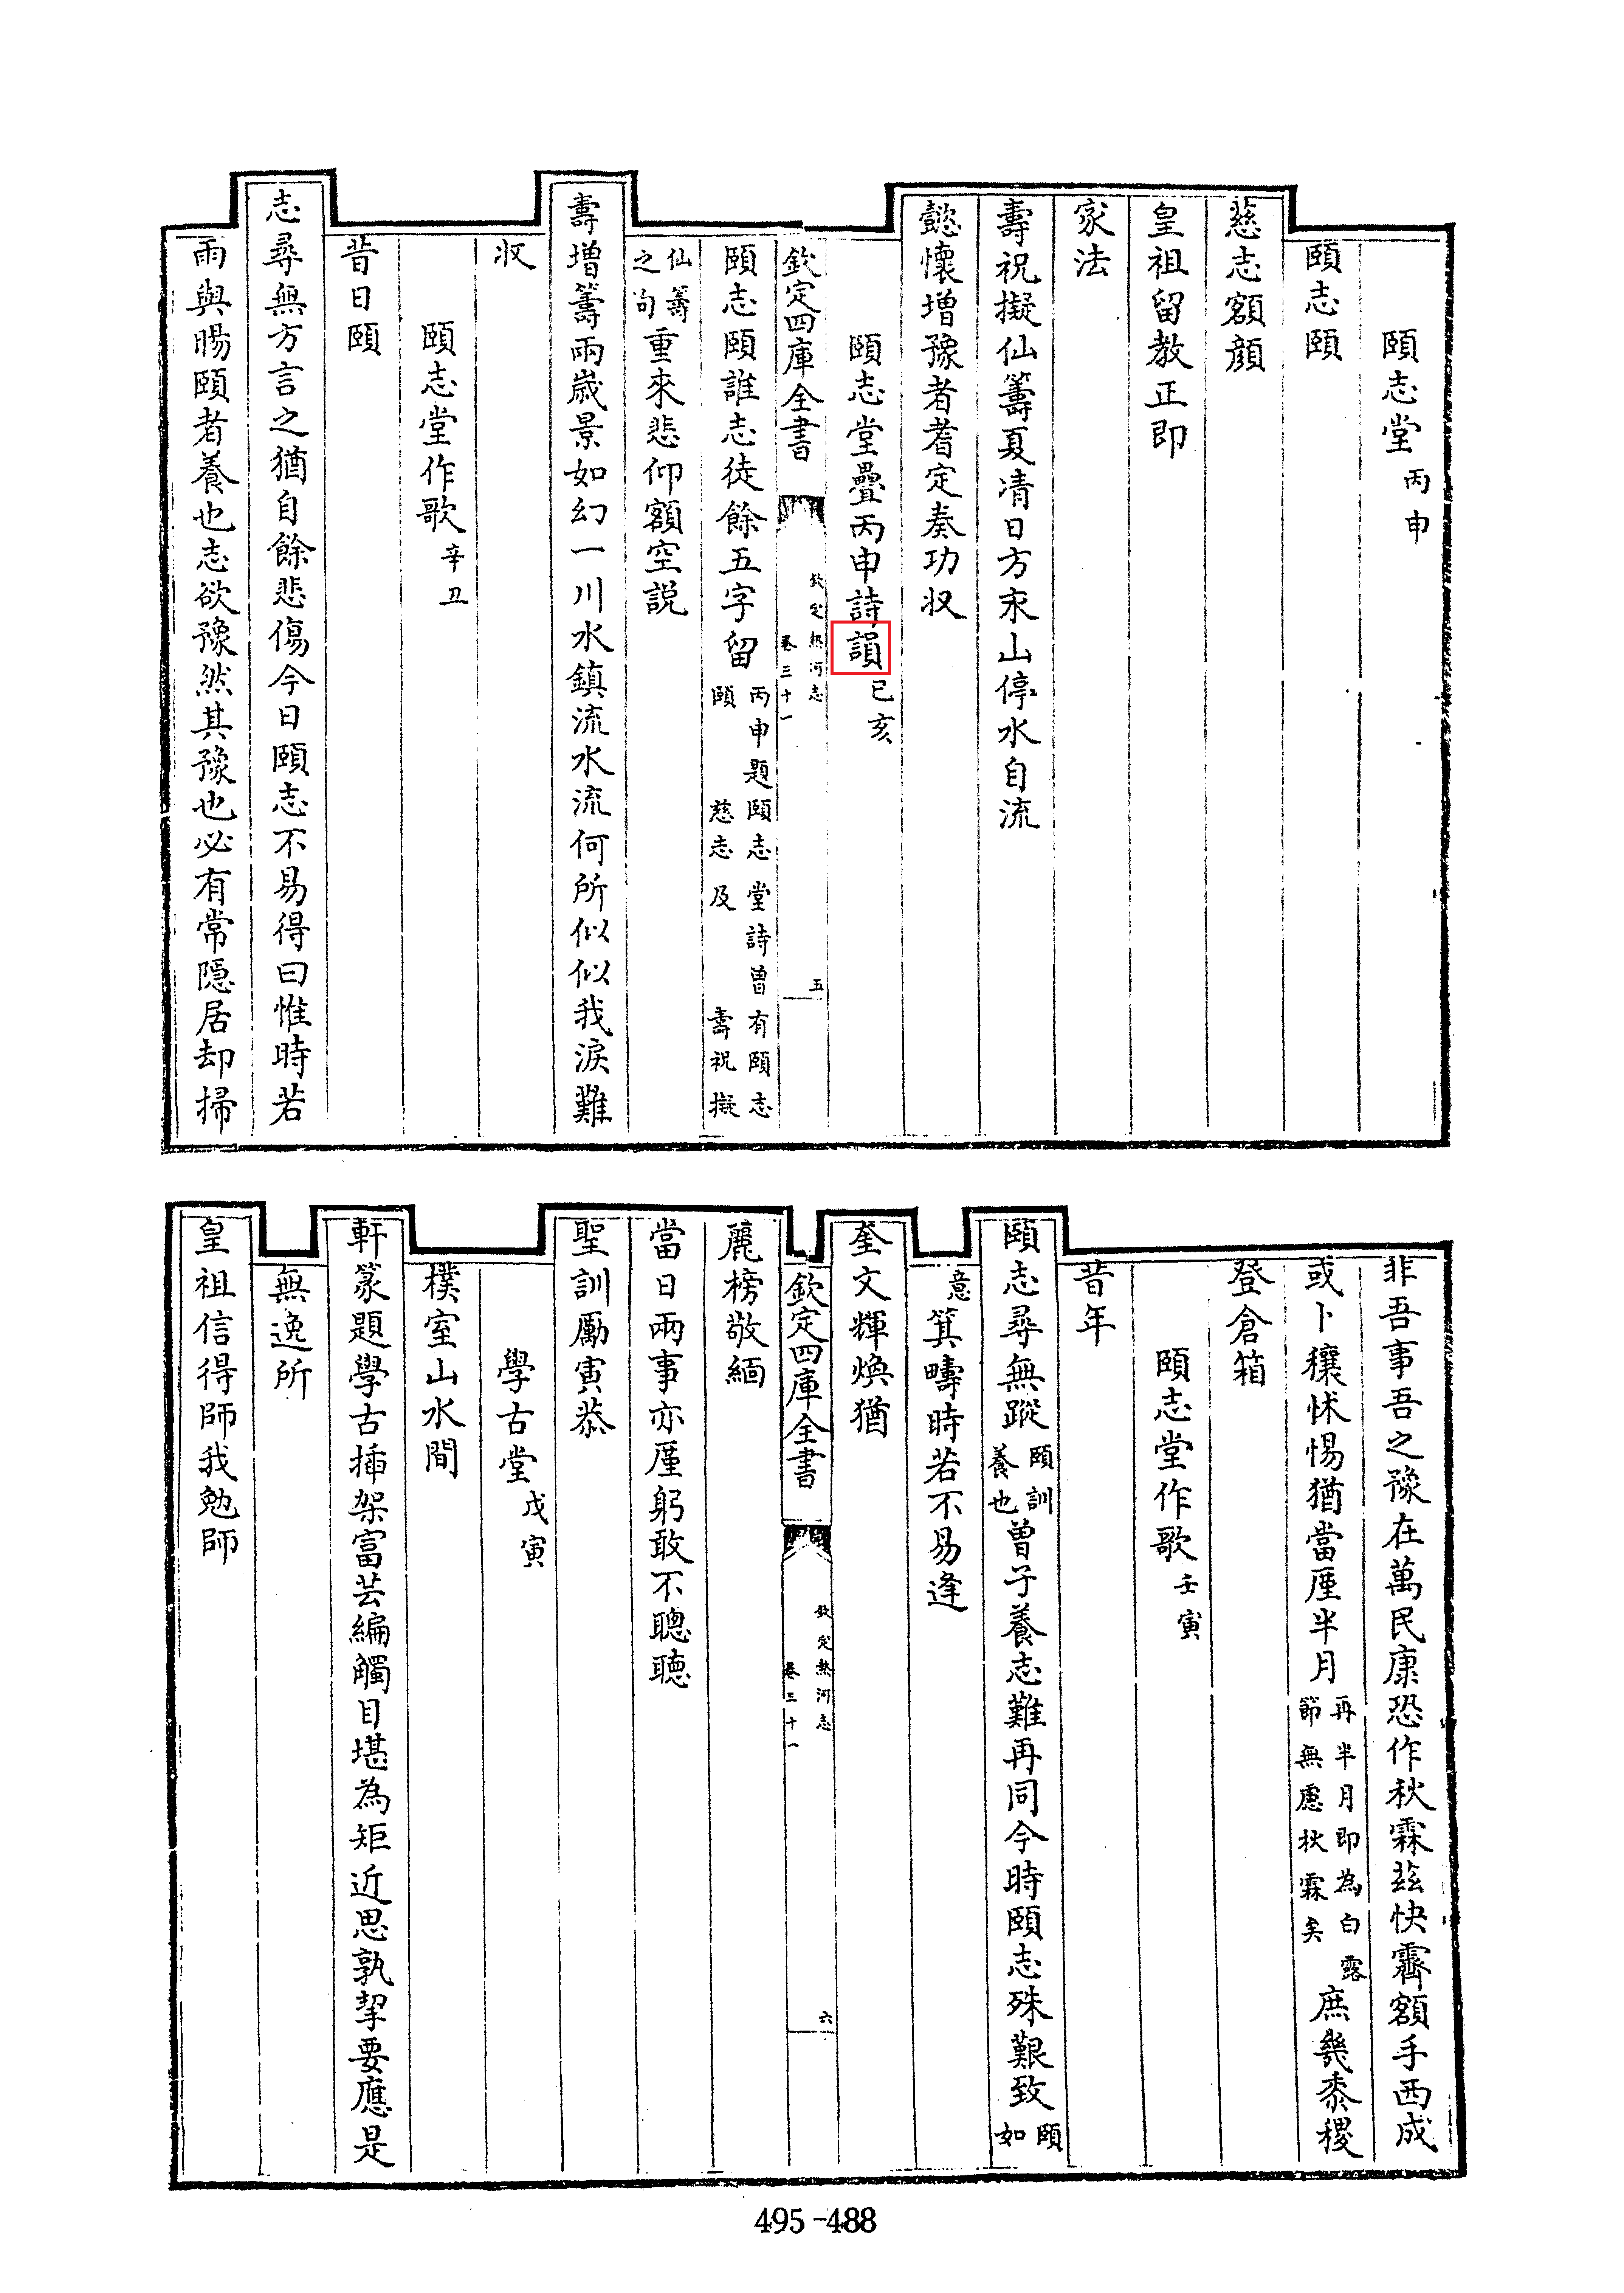 頤志堂丙申
頤志頤
慈志額顔
皇祖留教正即
家法
壽祝擬仙籌夏凊日方永山停水自流
懿懷增豫者耆定奏功収
頤志堂疊丙申詩韻己亥
欽定四庫全書
欽定熱河志
卷三十一
五
頤志頤誰志徒餘五字留丙申題頤志堂詩曽有頤志
頤慈志及壽祝擬
仙籌
之句重來悲仰額空説
壽增籌兩歲景如幻一川水鎮流水流何所似似我淚難
収
頤志堂作歌辛丑
昔日頤
志尋無方言之猶自餘悲傷今日頤志不易得曰惟時若
雨與暘頤者養也志欲豫然其豫也必有常隱居却掃
非吾事吾之豫在萬民康恐作秋霖兹快霽額手西成
或卜穰怵惕猶當厪半月再半月即為白露
節無慮秋霖矣庶幾黍稷
登倉箱
頤志堂作歌壬寅
昔年
頤志尋無蹤頤訓
養也曽子養志難再同今時頤志殊艱致頤
如
意箕疇時若不易逢
奎文輝煥猶
欽定四庫全書
欽定熱河志
卷三十一
六
麗榜敬緬
當日兩事亦厪躬敢不聰聽
聖訓勵寅恭
學古堂戊寅
樸室山水間
軒篆題學古揷架富芸編觸目堪為矩近思孰挈要應是
無逸所
皇祖信得師我勉師
495-488